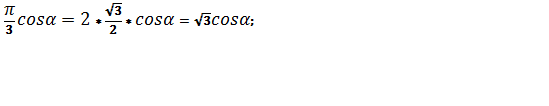 π/3 cosα = 2 * √3/2 * cosα = √3cosα;